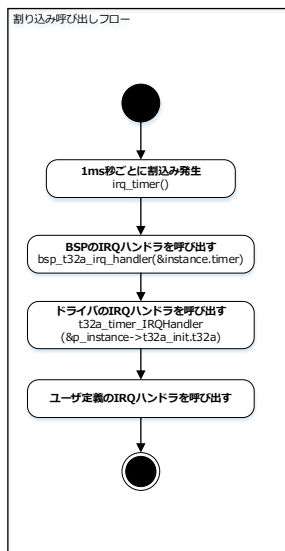 割り込み呼び出しフロー
1ms秒ごとに割込み発生
irq_timer()
BSPのIRQハンドラを呼び出す
bsp_t32a_irq_handler(&instance.timer)
ドライバのIRQハンドラを呼び出す
t32a_timer_IRQHandler
(&p_instance->t32a_init.t32a)
ユーザ定義のIRQハンドラを呼び出す